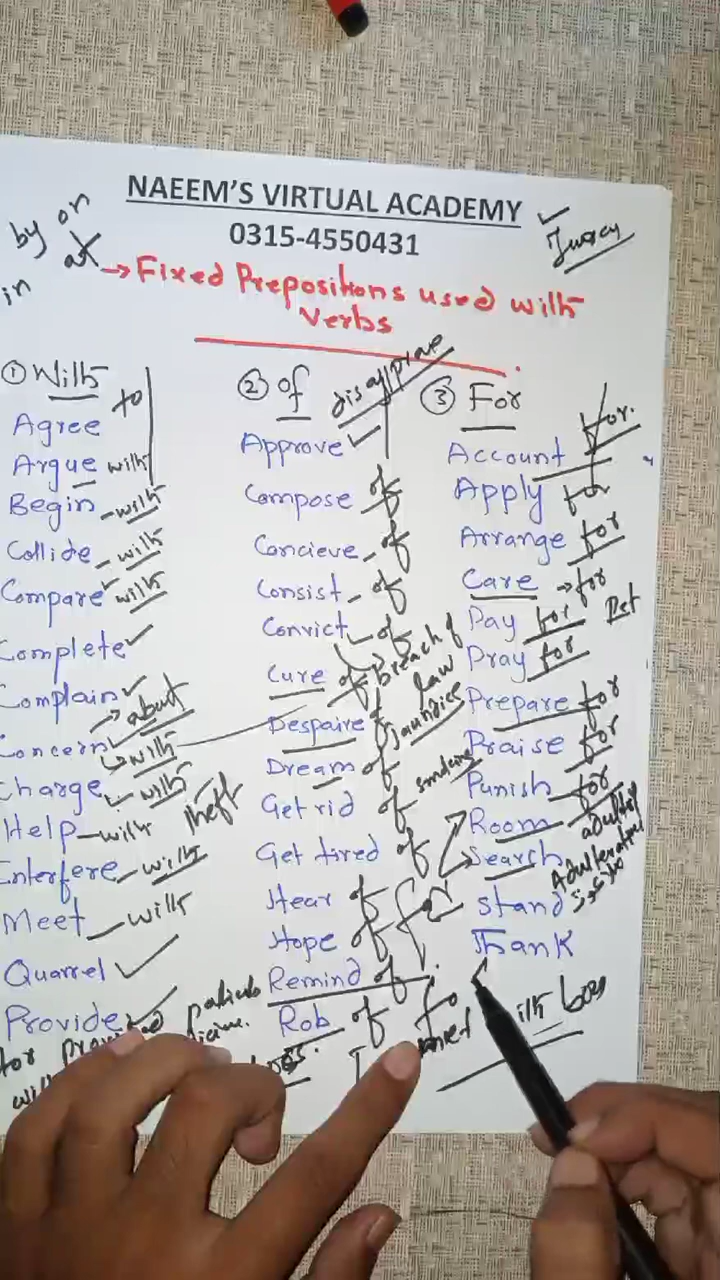 NAEEM'S VIRTUAL ACADEMY
0315-4550431
by on
at
in
→ Fixed Prepositions used with
Verbs
① With
Agree to
Argue with
Begin - with
Collide - with
Compare with
Complete
Complain
Concern → about
with
Charge with theft
Help - with
Enterfere - with
Meet - with
Quarrel
Provide
② Of
disapprove
Approve
Compose of
Concieve - of
Consist - of
Convict - of
breach of
law
Cure of
jaundice
Despaire of
Dream of
smoking
Get rid of
Get tired of
Hear of
Hope of for
Remind of
Rob of
③ For
Account for.
Apply for
Arrange for
Care → for
Pay for
Pray for
Prepare for
Praise for
Punish for
Room
Search
Adulteration
Stand
Thank
with boss